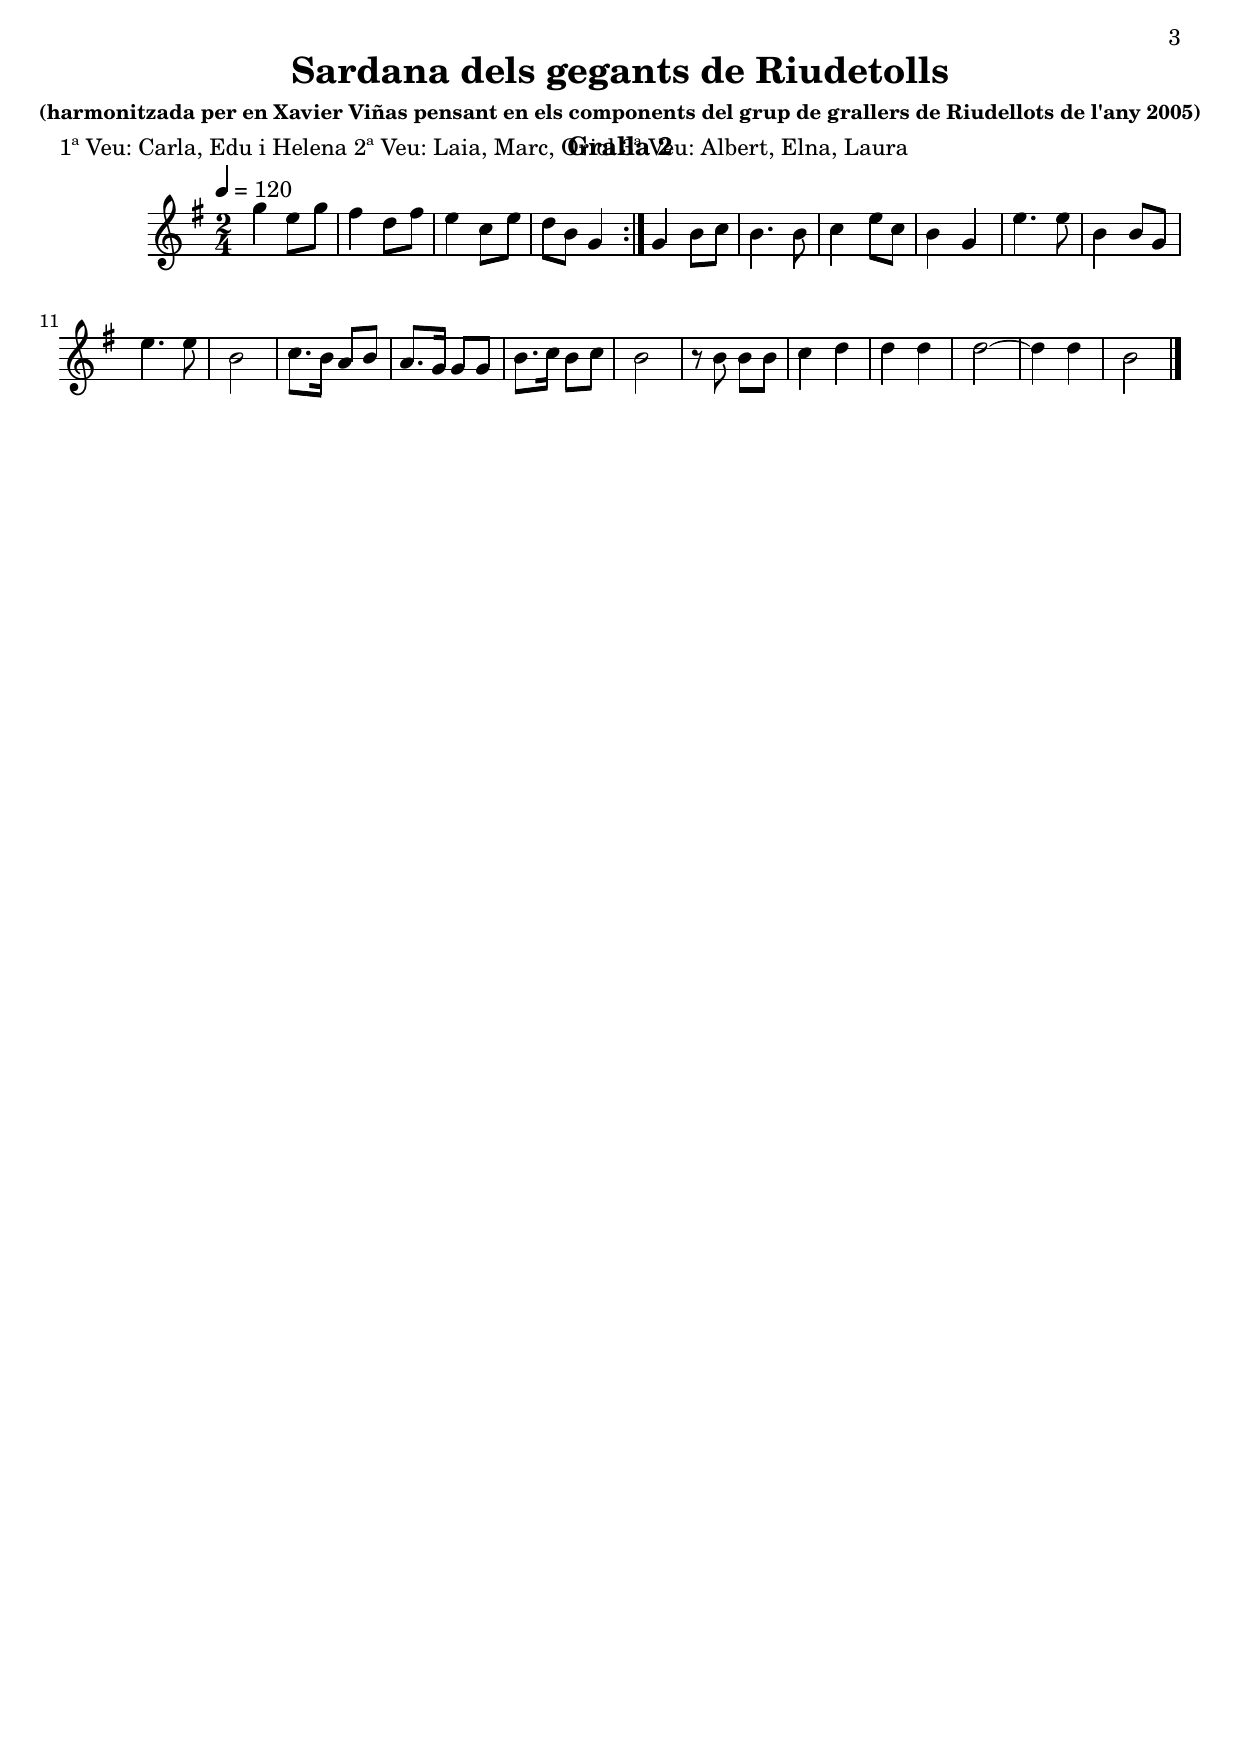 3
Sardana dels gegants de Riudetolls
(harmonitzada per en Xavier Viñas pensant en els components del grup de grallers de Riudellots de l'any 2005)
1ª Veu: Carla, Edu i Helena 2ª Veu: Laia, Marc, Oriol 3ª Veu: Albert, Elna, Laura
Gralla 2
= 120
2
4
11